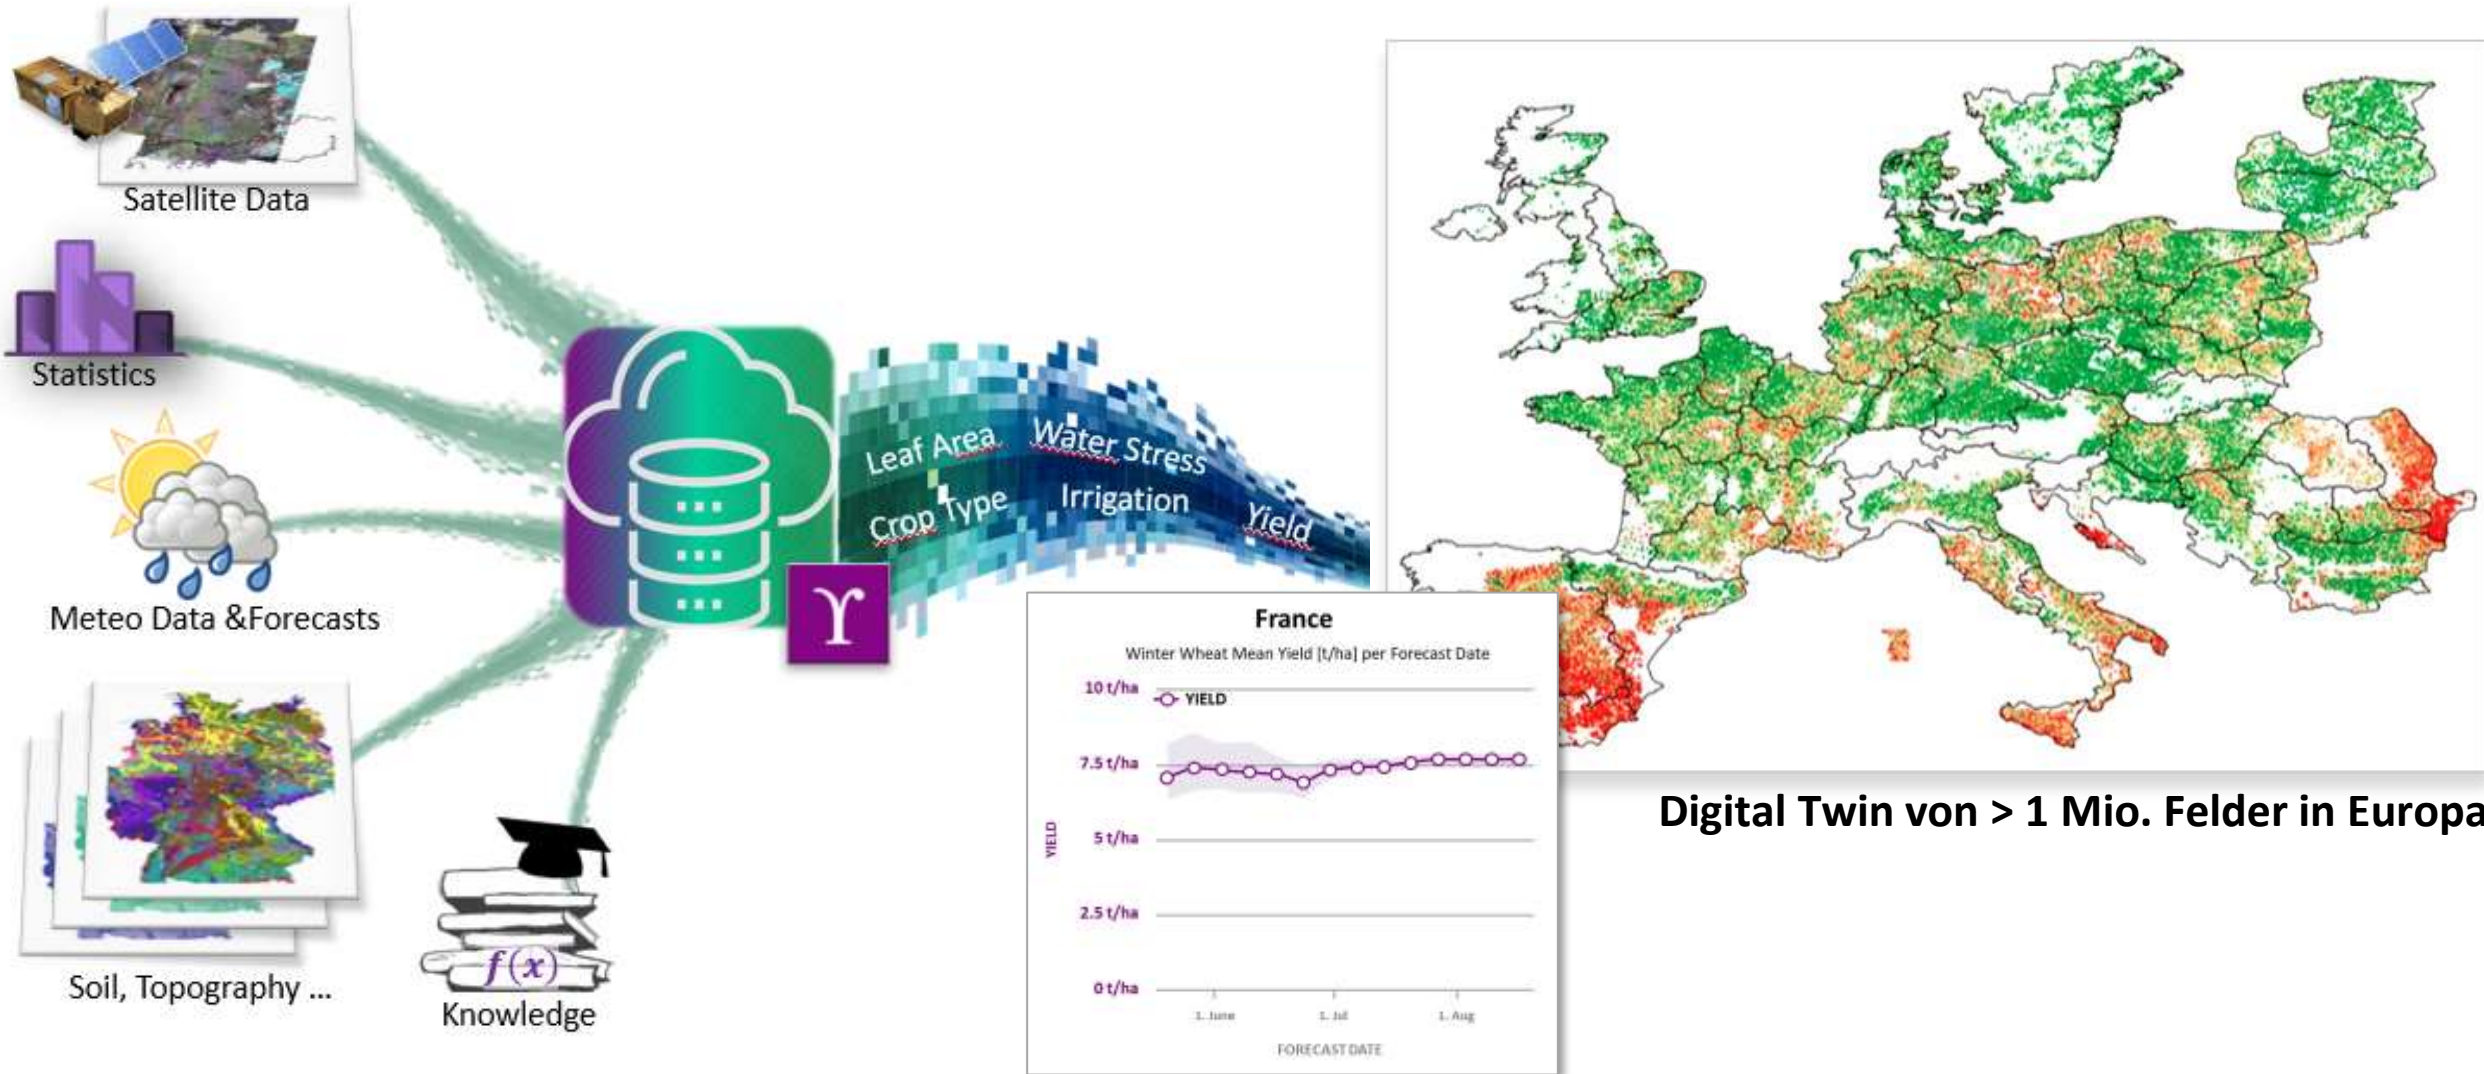 Satellite Data
Statistics
Meteo Data &Forecasts
Soil, Topography ...
f(x)
Knowledge
Leaf Area
Water Stress
Crop Type
Irrigation
Yield
ϒ
France
Winter Wheat Mean Yield [t/ha] per Forecast Date
YIELD
10 t/ha
7.5 t/ha
5 t/ha
2.5 t/ha
0 t/ha
YIELD
1. June
1. Jul
1. Aug
FORECAST DATE
Digital Twin von > 1 Mio. Felder in Europa